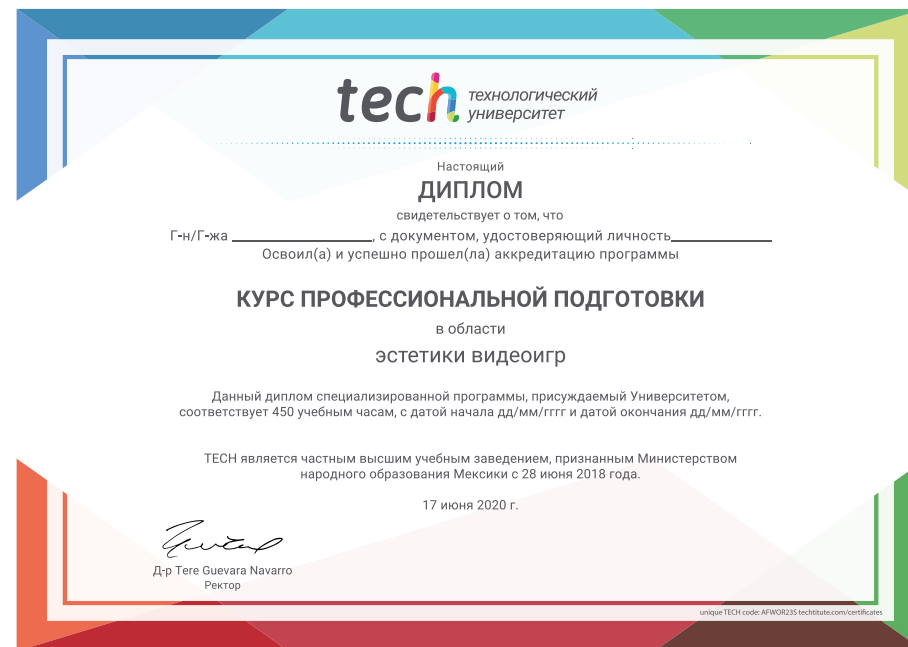 tech технологический
университет
Настоящий
ДИПЛОМ
свидетельствует о том, что
Г-н/Г-жа ____________________, с документом, удостоверяющий личность______________
Освоил(а) и успешно прошел(ла) аккредитацию программы
КУРС ПРОФЕССИОНАЛЬНОЙ ПОДГОТОВКИ
в области
эстетики видеоигр
Данный диплом специализированной программы, присуждаемый Университетом,
соответствует 450 учебным часам, с датой начала дд/мм/гггг и датой окончания дд/мм/гггг.
TECH является частным высшим учебным заведением, признанным Министерством
народного образования Мексики с 28 июня 2018 года.
17 июня 2020 г.
Д-р Tere Guevara Navarro
Ректор
unique TECH code: AFWOR23S techtitute.com/certificates